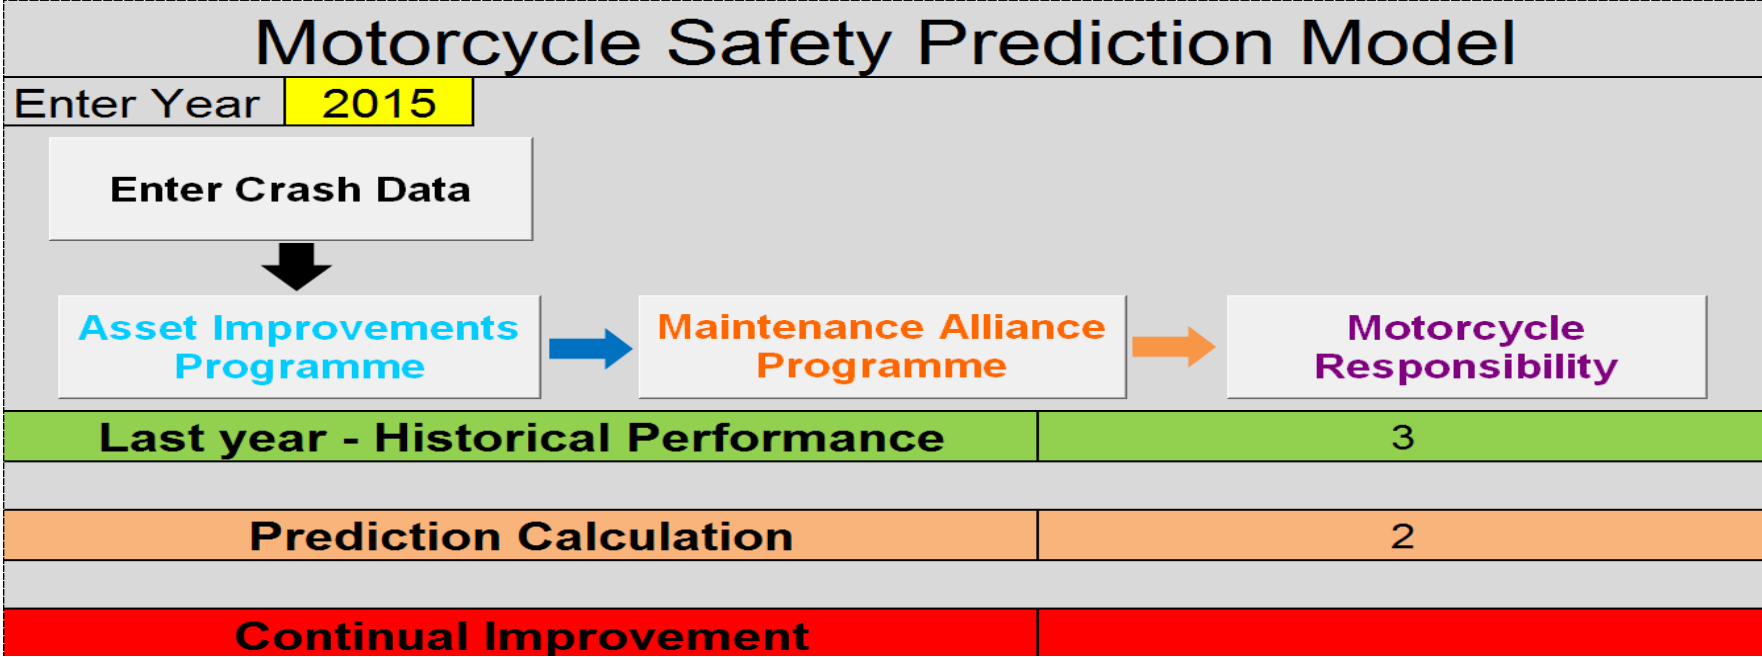 Motorcycle Safety Prediction Model
Enter Year 2015
Enter Crash Data
Asset Improvements
Programme
Maintenance Alliance
Programme
Motorcycle
Responsibility
Last year - Historical Performance 3
Prediction Calculation 2
Continual Improvement